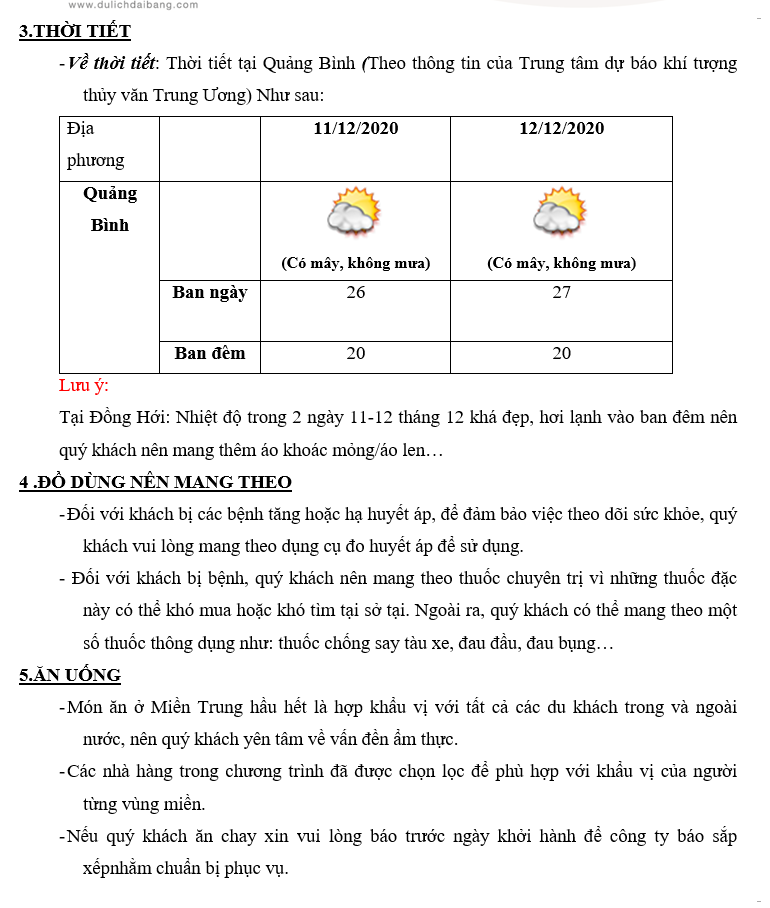 www.dulichdaibang.com
3.THỜI TIẾT
-Về thời tiết: Thời tiết tại Quảng Bình (Theo thông tin của Trung tâm dự báo khí tượng
thủy văn Trung Ương) Như sau:
Địa
phương
11/12/2020
12/12/2020
Quảng
Bình
(Có mây, không mưa)
(Có mây, không mưa)
Ban ngày
26
27
Ban đêm
20
20
Lưu ý:
Tại Đồng Hới: Nhiệt độ trong 2 ngày 11-12 tháng 12 khá đẹp, hơi lạnh vào ban đêm nên
quý khách nên mang thêm áo khoác mỏng/áo len…
4 .ĐỒ DÙNG NÊN MANG THEO
-Đối với khách bị các bệnh tăng hoặc hạ huyết áp, để đảm bảo việc theo dõi sức khỏe, quý
khách vui lòng mang theo dụng cụ đo huyết áp để sử dụng.
- Đối với khách bị bệnh, quý khách nên mang theo thuốc chuyên trị vì những thuốc đặc
này có thể khó mua hoặc khó tìm tại sở tại. Ngoài ra, quý khách có thể mang theo một
số thuốc thông dụng như: thuốc chống say tàu xe, đau đầu, đau bụng…
5.ĂN UỐNG
-Món ăn ở Miền Trung hầu hết là hợp khẩu vị với tất cả các du khách trong và ngoài
nước, nên quý khách yên tâm về vấn đền ẩm thực.
-Các nhà hàng trong chương trình đã được chọn lọc để phù hợp với khẩu vị của người
từng vùng miền.
-Nếu quý khách ăn chay xin vui lòng báo trước ngày khởi hành để công ty báo sắp
xếpnhằm chuẩn bị phục vụ.